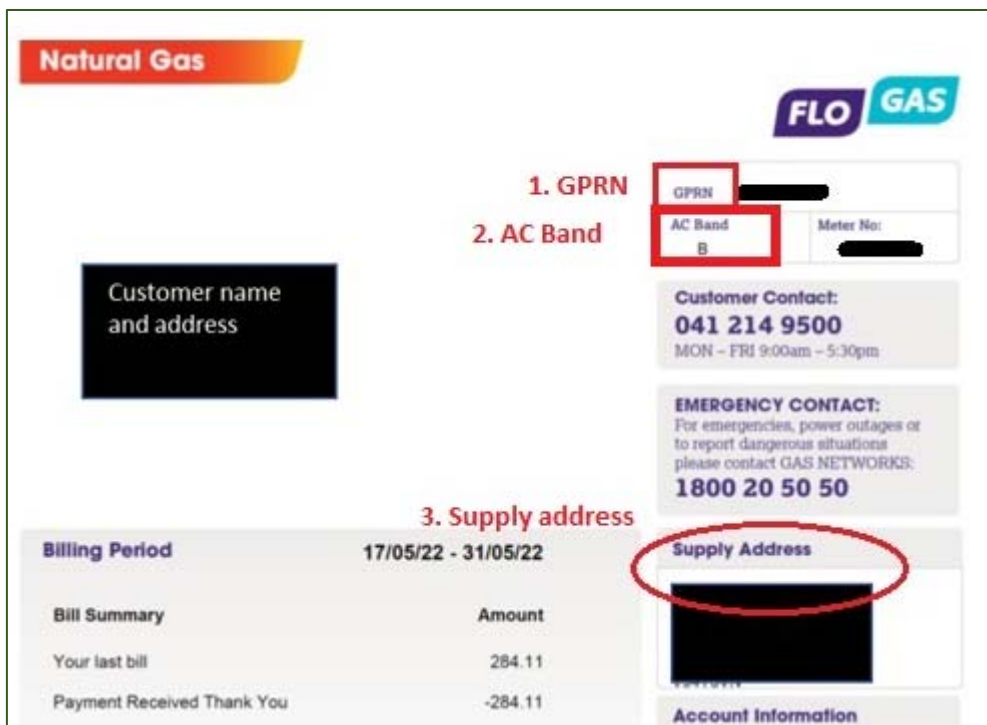 Natural Gas
FLO GAS
1. GPRN
GPRN
2. AC Band
AC Band
Meter No:
B
Customer name
and address
Customer Contact:
041 214 9500
MON – FRI 9:00am – 5:30pm
EMERGENCY CONTACT:
For emergencies, power outages or
to report dangerous situations
please contact GAS NETWORKS:
1800 20 50 50
3. Supply address
Billing Period
17/05/22 - 31/05/22
Supply Address
Bill Summary
Amount
Your last bill
284.11
Payment Received Thank You
-284.11
Account Information